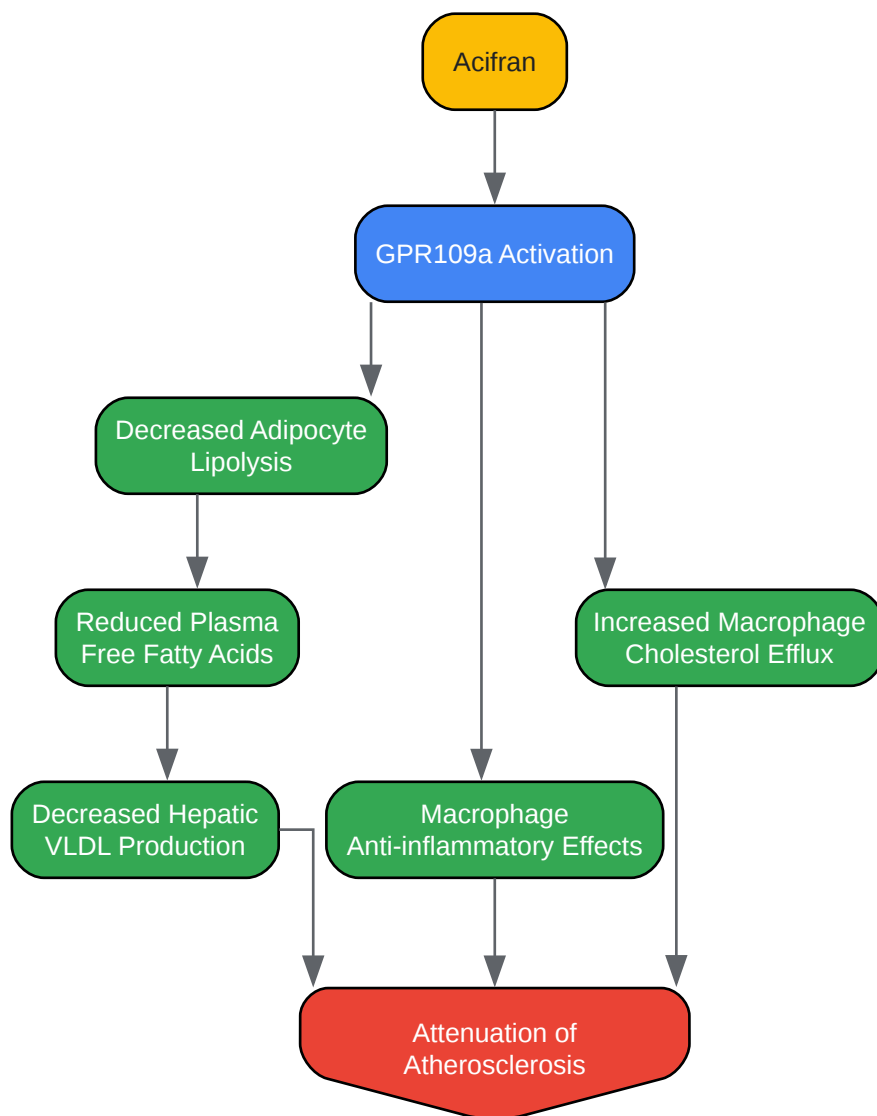 Acifran
GPR109a Activation
Decreased Adipocyte
Lipolysis
Reduced Plasma
Free Fatty Acids
Increased Macrophage
Cholesterol Efflux
Decreased Hepatic
VLDL Production
Macrophage
Anti-inflammatory Effects
Attenuation of
Atherosclerosis